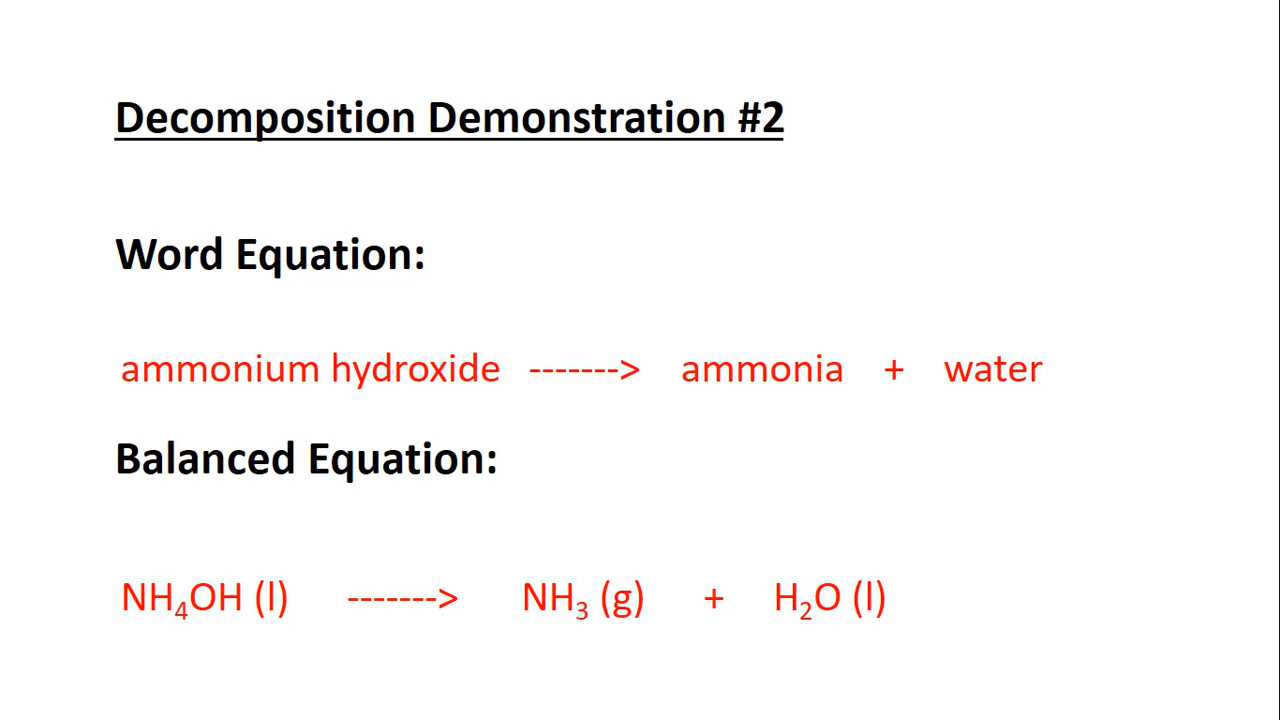 Decomposition Demonstration #2
Word Equation:
ammonium hydroxide -------> ammonia + water
Balanced Equation:
NH₄OH (l) -------> NH₃ (g) + H₂O (l)